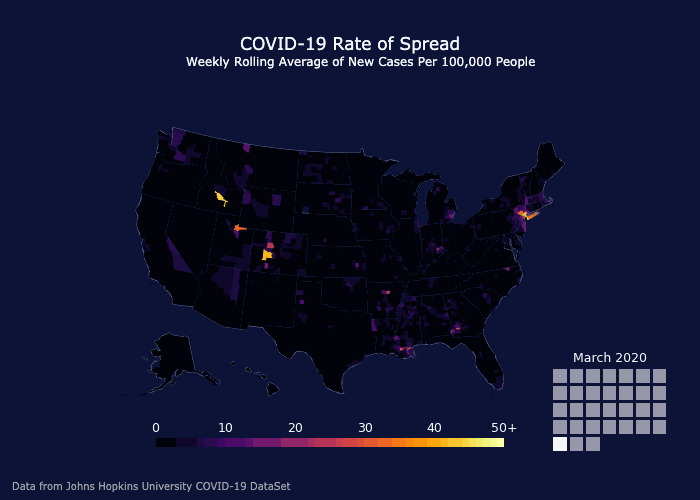 COVID-19 Rate of Spread
Weekly Rolling Average of New Cases Per 100,000 People
March 2020
0 10 20 30 40 50+
Data from Johns Hopkins University COVID-19 DataSet